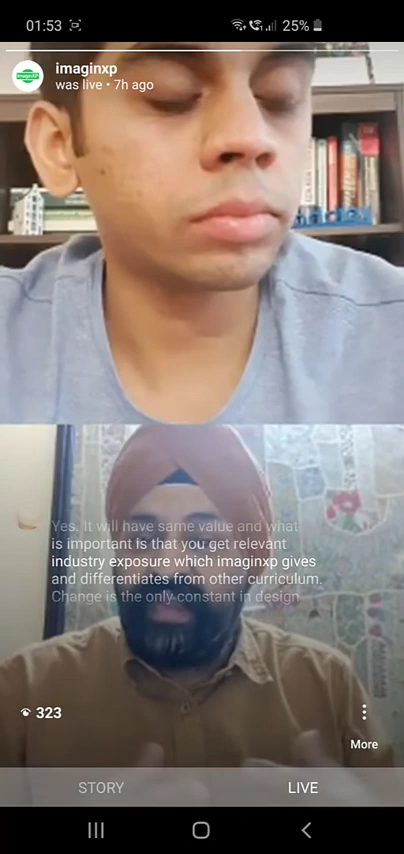 01:53
25%
imaginxp
was live • 7h ago
imaginXP
Yes. It will have same value and what
is important is that you get relevant
industry exposure which imaginxp gives
and differentiates from other curriculum.
Change is the only constant in design
323
More
STORY
LIVE